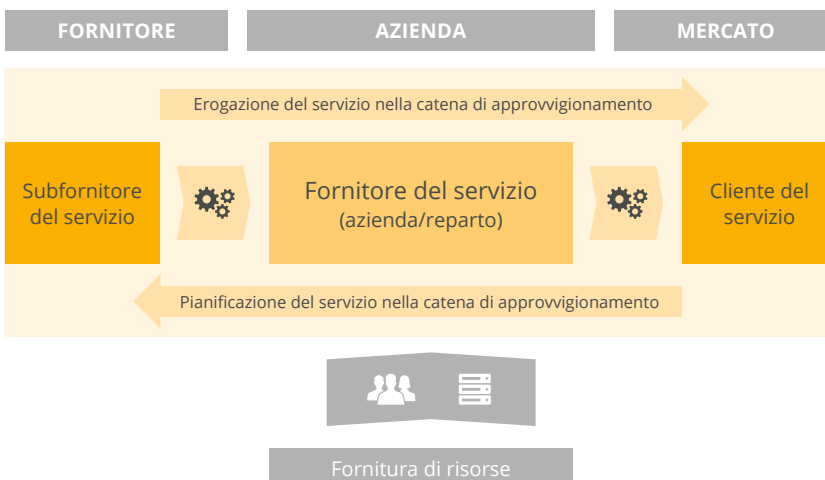 FORNITORE
AZIENDA
MERCATO
Erogazione del servizio nella catena di approvvigionamento
Subfornitore
del servizio
Fornitore del servizio
(azienda/reparto)
Cliente del
servizio
Pianificazione del servizio nella catena di approvvigionamento
Fornitura di risorse